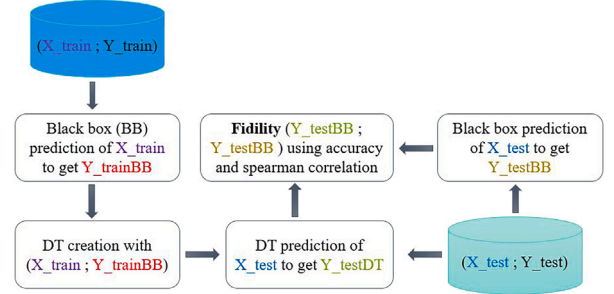 (X_train ; Y_train)
Black box (BB)
prediction of X_train
to get Y_trainBB
Fidility (Y_testBB ;
Y_testBB ) using accuracy
and spearman correlation
Black box prediction
of X_test to get
Y_testBB
DT creation with
(X_train ; Y_trainBB)
DT prediction of
X_test to get Y_testDT
(X_test ; Y_test)